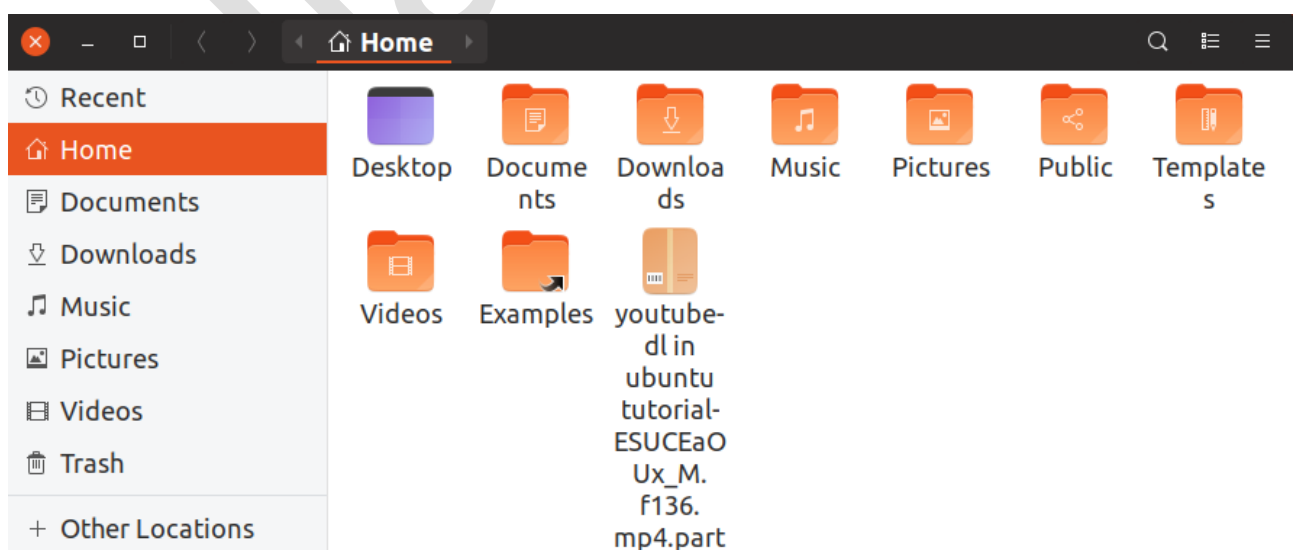 Home
Recent
Home
Documents
Downloads
Music
Pictures
Videos
Trash
Other Locations
Desktop
Docume
nts
Downloa
ds
Music
Pictures
Public
Template
s
Videos
Examples
youtube-
dl in
ubuntu
tutorial-
ESUCEaO
Ux_M.
f136.
mp4.part